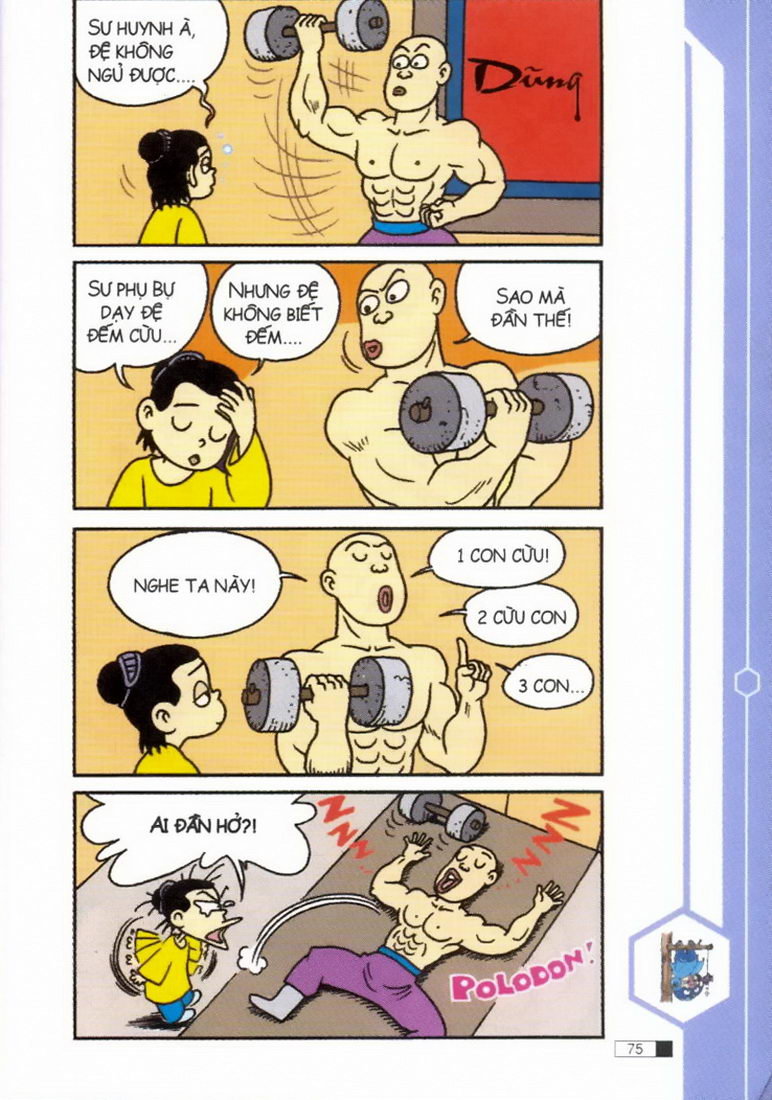 SƯ HUYNH À,
ĐỆ KHÔNG
NGỦ ĐƯỢC....
DŨNG
SƯ PHỤ BỰ
DẠY ĐỆ
ĐẾM CỪU...
NHƯNG ĐỆ
KHÔNG BIẾT
ĐẾM....
SAO MÀ
ĐẦN THẾ!
NGHE TA NÀY!
1 CON CỪU!
2 CỪU CON
3 CON...
AI ĐẦN HỞ?!
ZZZZ
ZZZZ
POLODON!
75